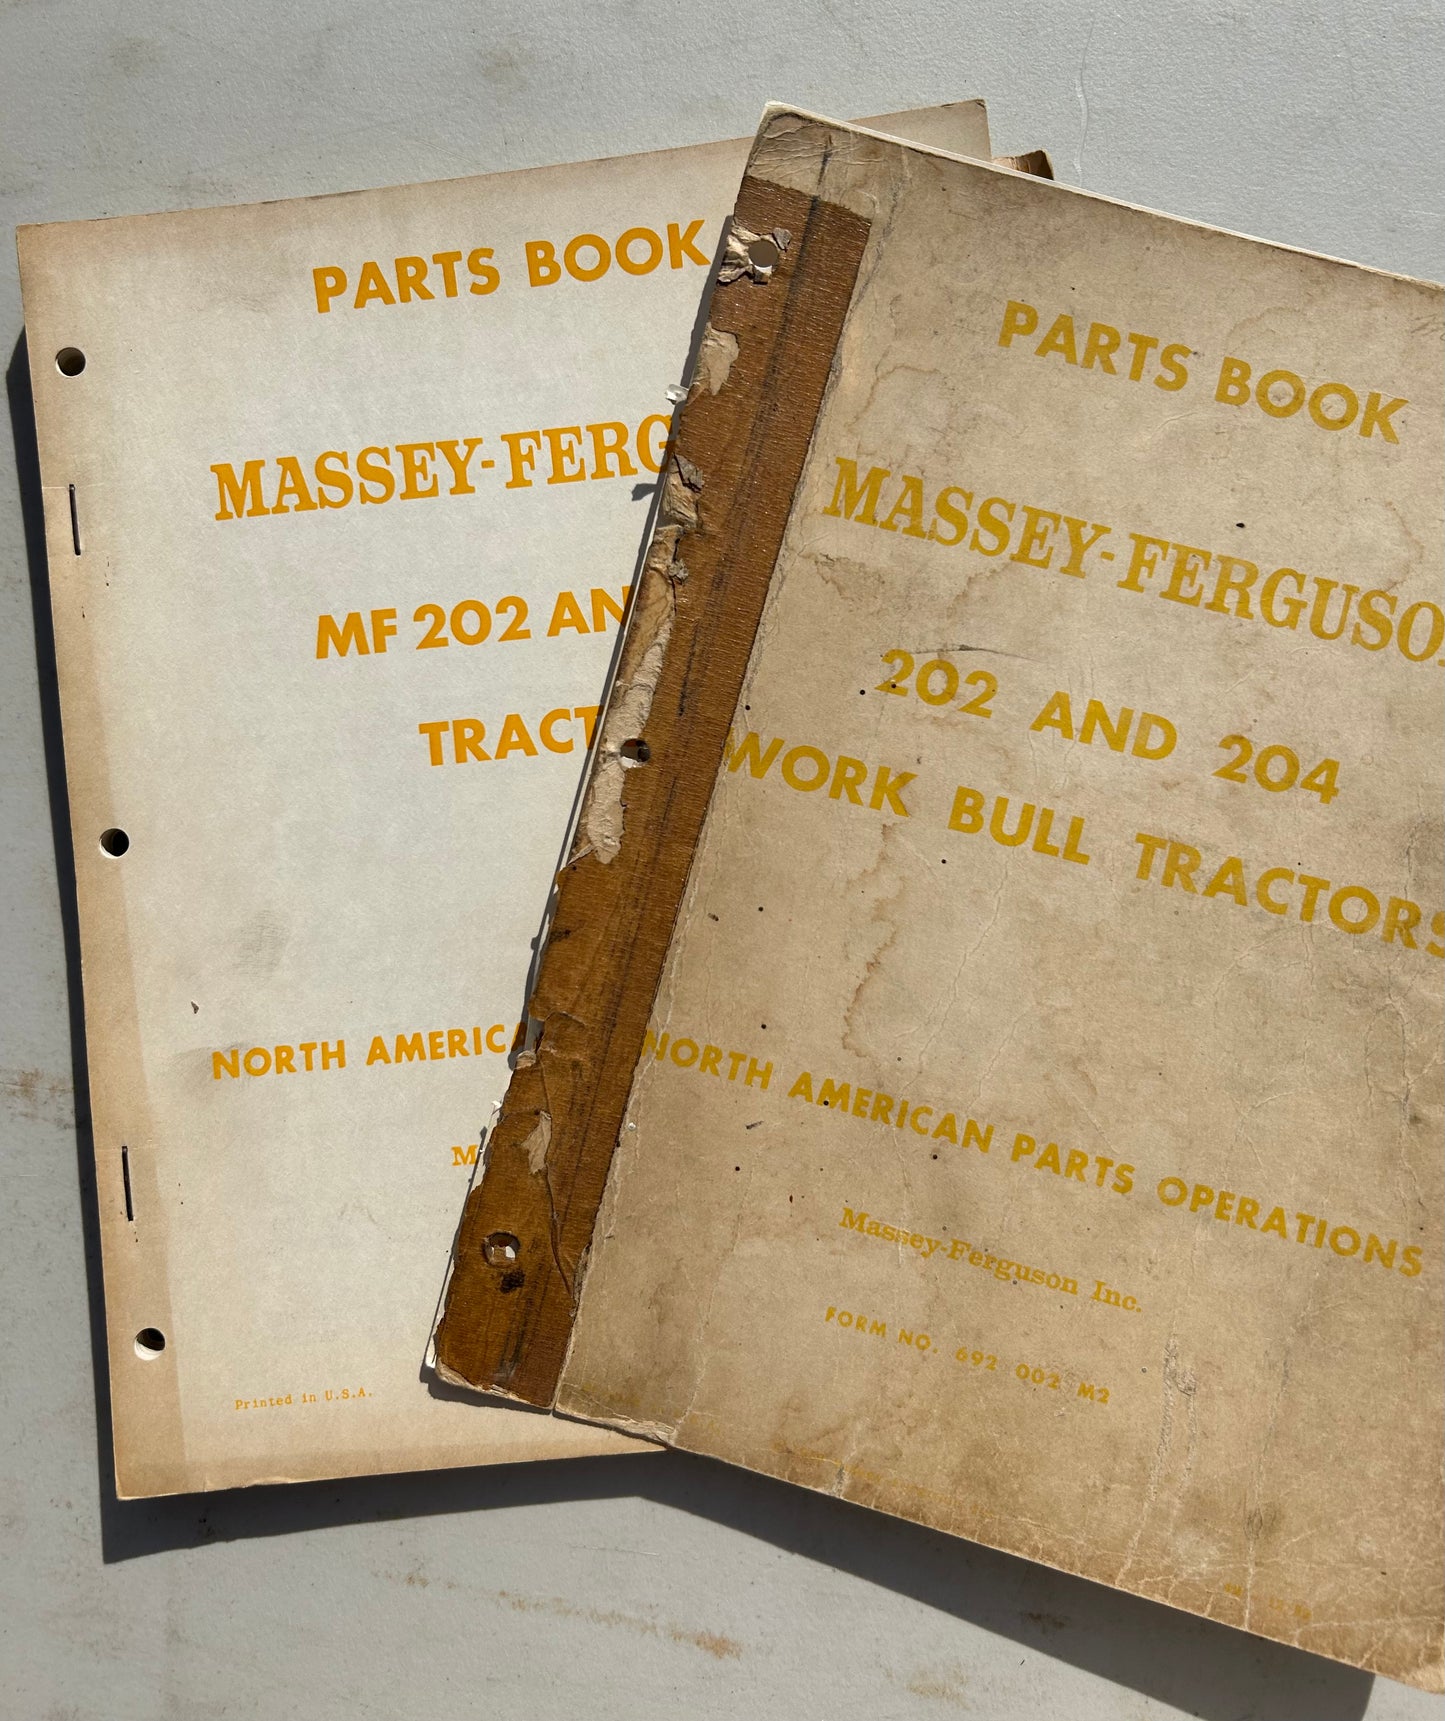 PARTS BOOK
MASSEY-FERG
MF 202 AN
TRACT
NORTH AMERICA
M
Printed in U.S.A.
PARTS BOOK
MASSEY-FERGUSO
202 AND 204
WORK BULL TRACTORS
NORTH AMERICAN PARTS OPERATIONS
Massey-Ferguson Inc.
FORM NO. 692 002 M2